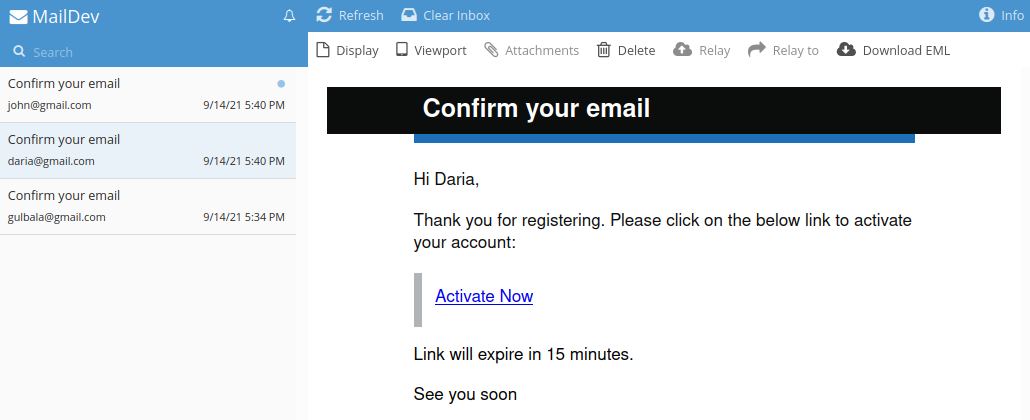 MailDev
Refresh
Clear Inbox
Info
Search
Display
Viewport
Attachments
Delete
Relay
Relay to
Download EML
Confirm your email
john@gmail.com 9/14/21 5:40 PM
Confirm your email
daria@gmail.com 9/14/21 5:40 PM
Confirm your email
gulbala@gmail.com 9/14/21 5:34 PM
Confirm your email
Hi Daria,
Thank you for registering. Please click on the below link to activate
your account:
Activate Now
Link will expire in 15 minutes.
See you soon